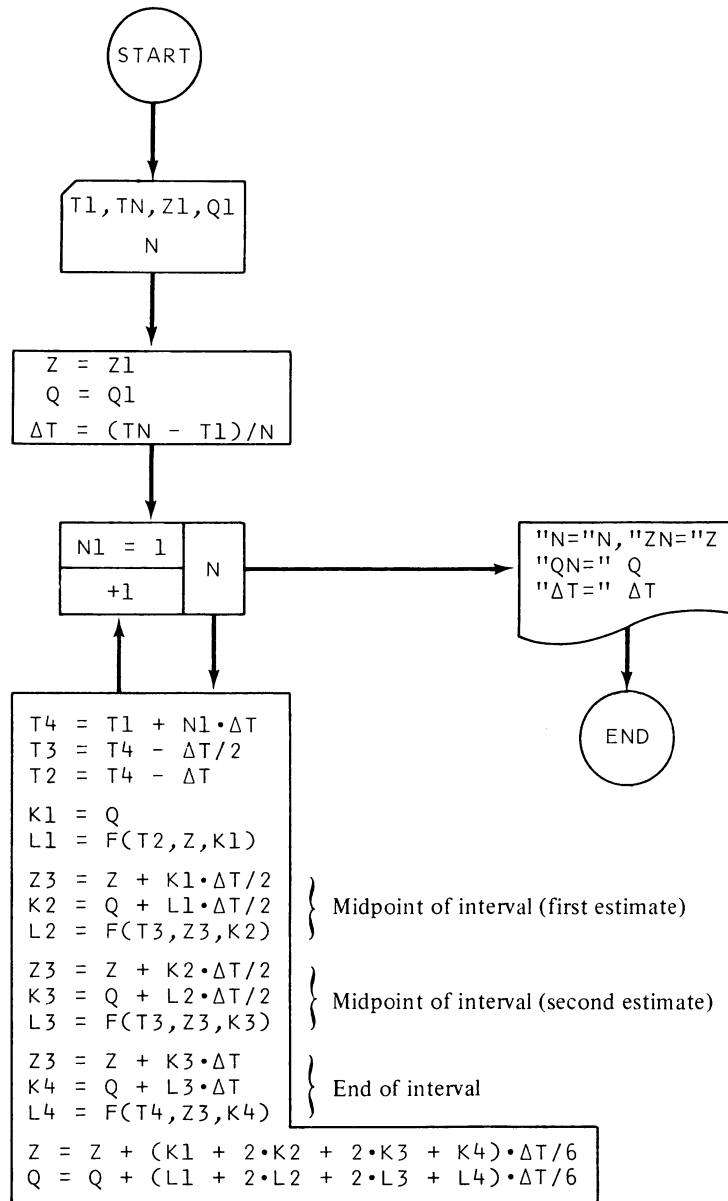 START
T1,TN,Z1,Q1
N
Z = Z1
Q = Q1
ΔT = (TN - T1)/N
N1 = 1
+1
N
"N="N,"ZN="Z
"QN=" Q
"ΔT=" ΔT
END
T4 = T1 + N1·ΔT
T3 = T4 - ΔT/2
T2 = T4 - ΔT
K1 = Q
L1 = F(T2,Z,K1)
Z3 = Z + K1·ΔT/2
K2 = Q + L1·ΔT/2
L2 = F(T3,Z3,K2)
Midpoint of interval (first estimate)
Z3 = Z + K2·ΔT/2
K3 = Q + L2·ΔT/2
L3 = F(T3,Z3,K3)
Midpoint of interval (second estimate)
Z3 = Z + K3·ΔT
K4 = Q + L3·ΔT
L4 = F(T4,Z3,K4)
End of interval
Z = Z + (K1 + 2·K2 + 2·K3 + K4)·ΔT/6
Q = Q + (L1 + 2·L2 + 2·L3 + L4)·ΔT/6